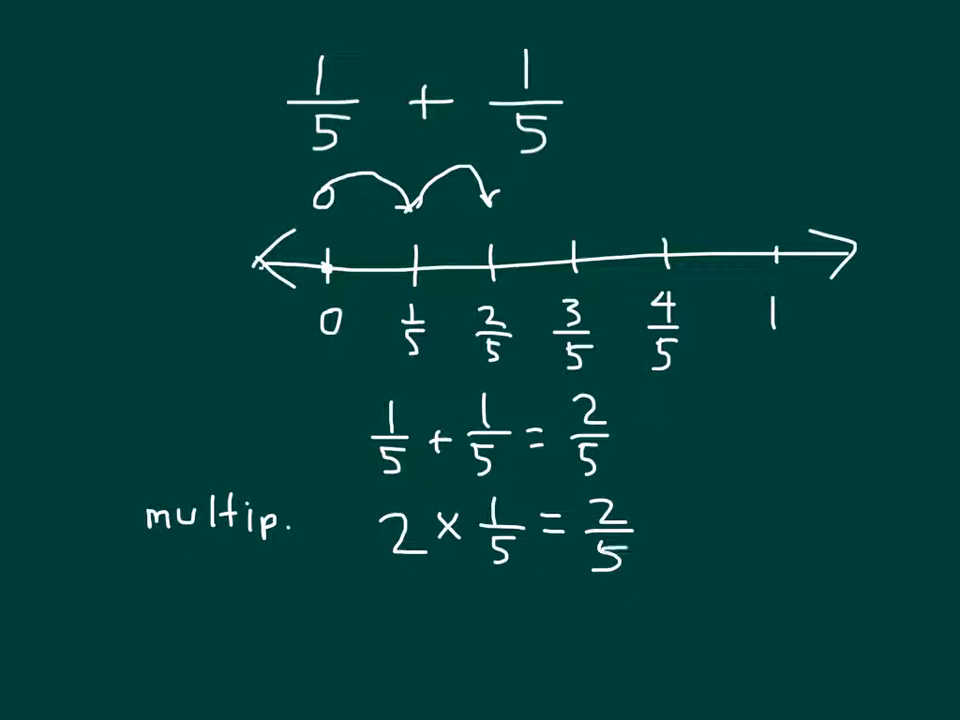 1/5 + 1/5
0 1/5 2/5 3/5 4/5 1
1/5 + 1/5 = 2/5
multip. 2 × 1/5 = 2/5